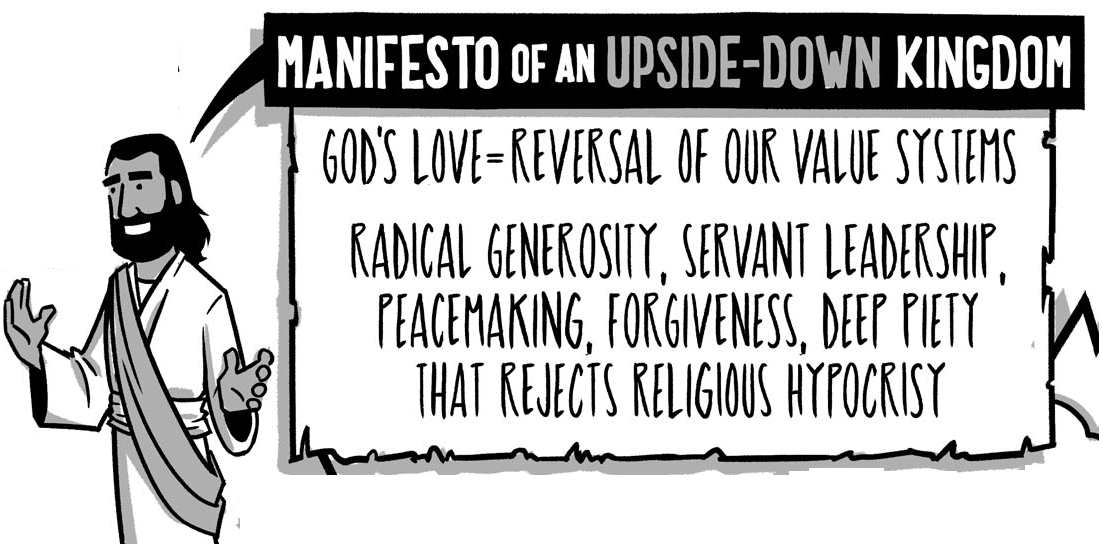 MANIFESTO OF AN UPSIDE-DOWN KINGDOM
GOD'S LOVE=REVERSAL OF OUR VALUE SYSTEMS
RADICAL GENEROSITY, SERVANT LEADERSHIP,
PEACEMAKING, FORGIVENESS, DEEP PIETY
THAT REJECTS RELIGIOUS HYPOCRISY